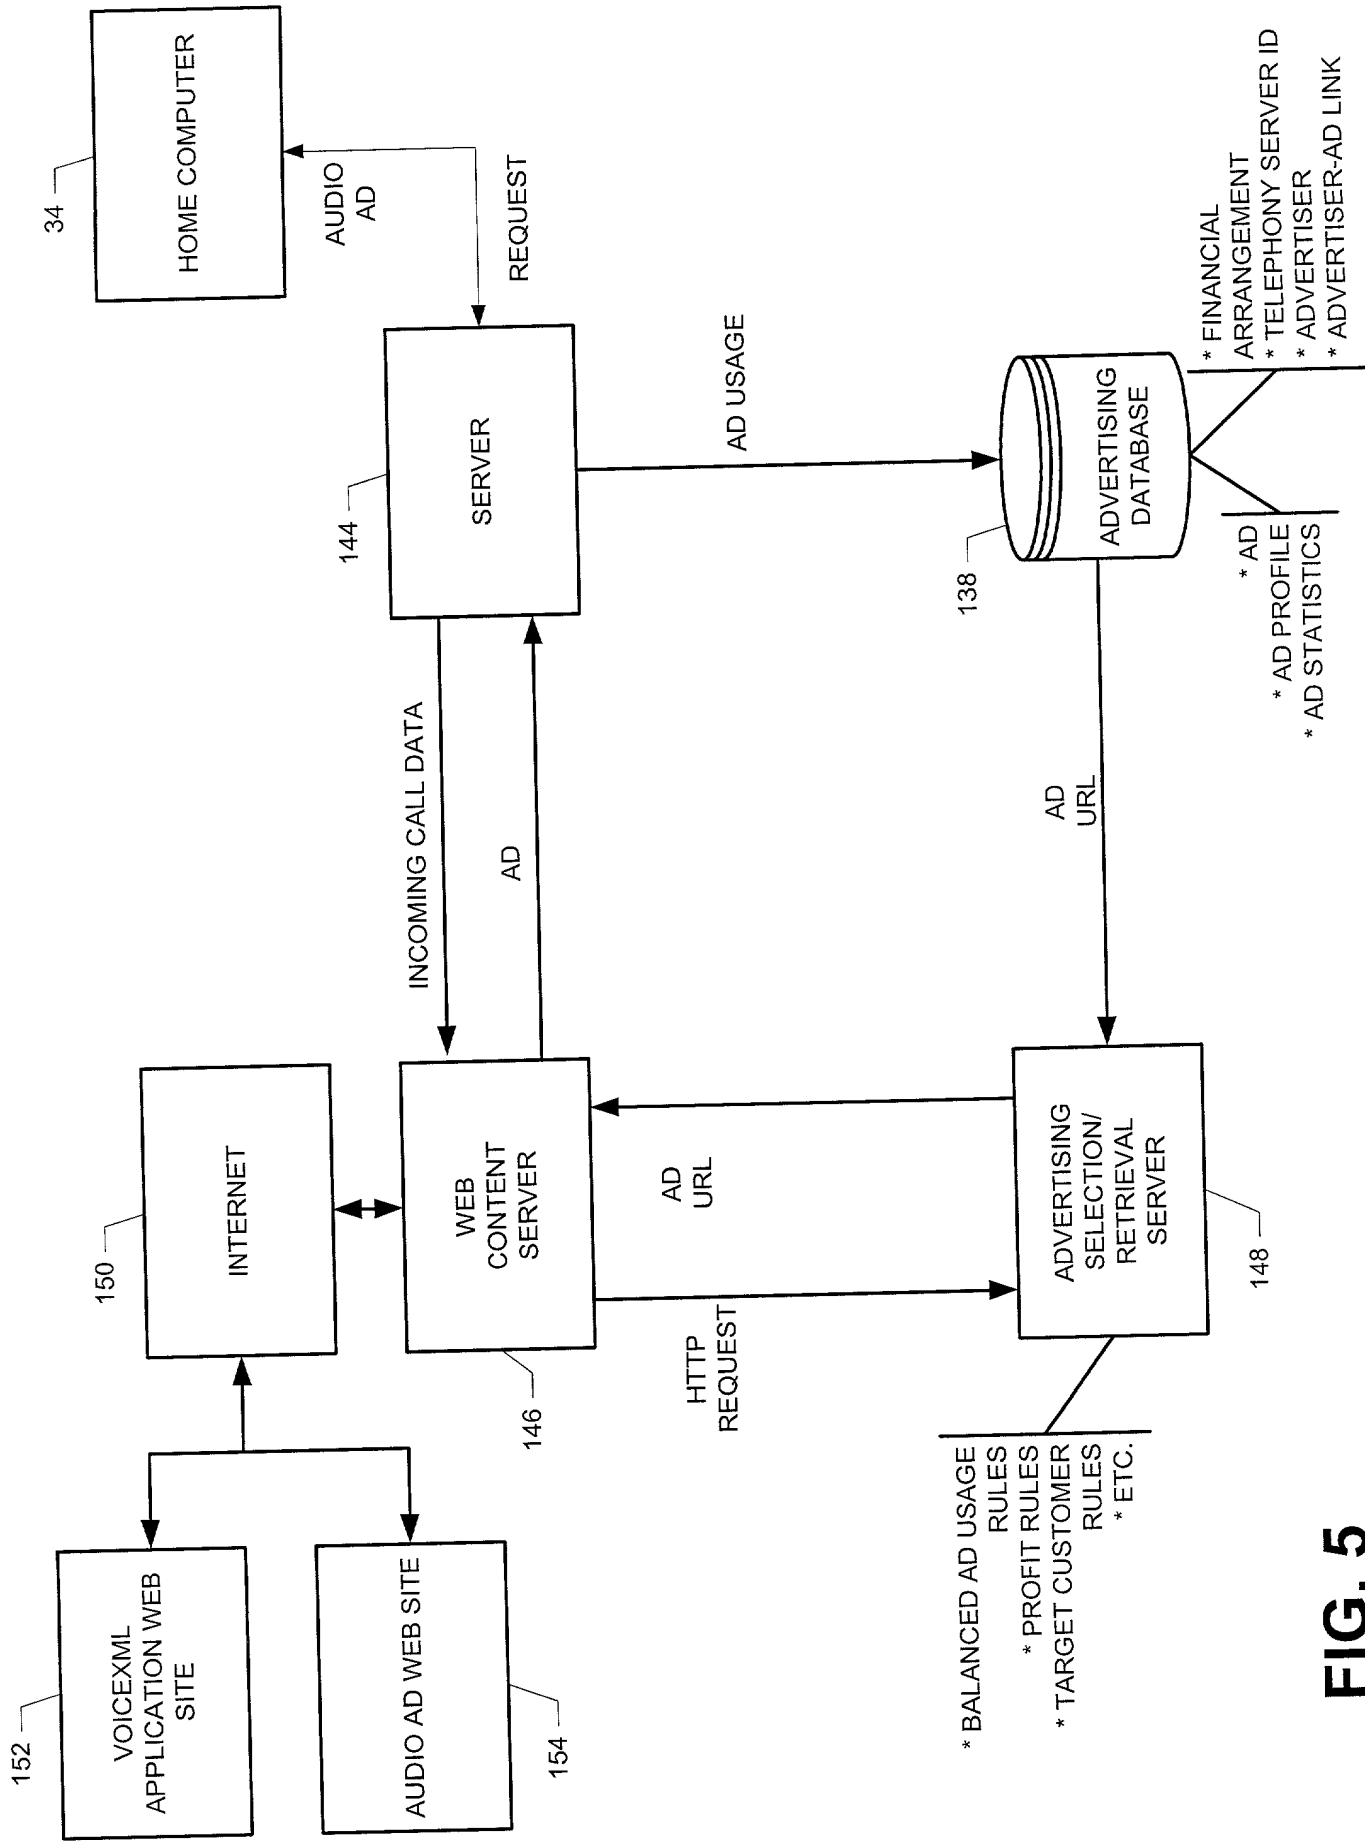 152
VOICEXML
APPLICATION WEB
SITE
150
INTERNET
34
HOME COMPUTER
AUDIO
AD
REQUEST
154
AUDIO AD WEB SITE
146
WEB
CONTENT
SERVER
INCOMING CALL DATA
AD
144
SERVER
HTTP
REQUEST
AD
URL
AD USAGE
* BALANCED AD USAGE
RULES
* PROFIT RULES
* TARGET CUSTOMER
RULES
* ETC.
ADVERTISING
SELECTION/
RETRIEVAL
SERVER
148
AD
URL
138
ADVERTISING
DATABASE
* AD
* AD PROFILE
* AD STATISTICS
* FINANCIAL
ARRANGEMENT
* TELEPHONY SERVER ID
* ADVERTISER
* ADVERTISER-AD LINK
FIG. 5